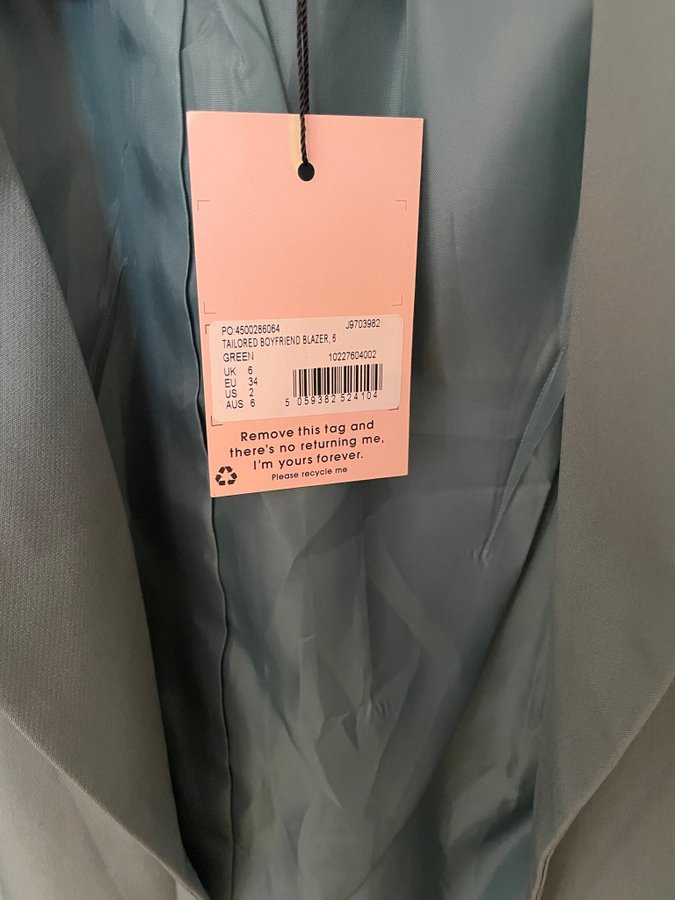 PO:4500286064 J9703982
TAILORED BOYFRIEND BLAZER, 6
GREEN 10227604002
UK 6
EU 34
US 2
AUS 6
5 059382 524104
Remove this tag and
there's no returning me,
I'm yours forever.
Please recycle me